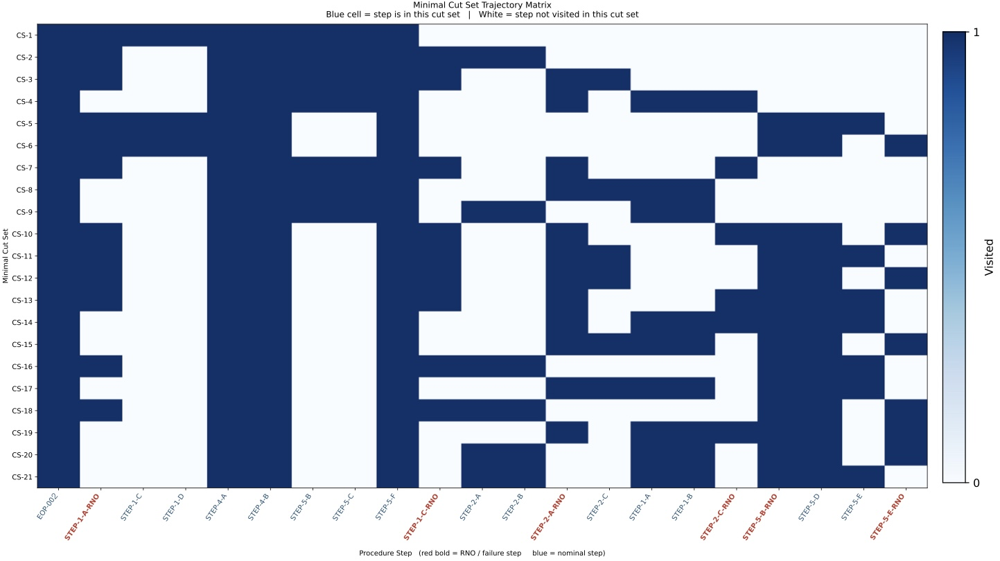 Minimal Cut Set Trajectory Matrix
Blue cell = step is in this cut set   |   White = step not visited in this cut set
Minimal Cut Set
CS-1
CS-2
CS-3
CS-4
CS-5
CS-6
CS-7
CS-8
CS-9
CS-10
CS-11
CS-12
CS-13
CS-14
CS-15
CS-16
CS-17
CS-18
CS-19
CS-20
CS-21
EOP-002
STEP-1-A-RNO
STEP-1-C
STEP-1-D
STEP-4-A
STEP-4-B
STEP-5-B
STEP-5-C
STEP-5-F
STEP-1-C-RNO
STEP-2-A
STEP-2-B
STEP-2-A-RNO
STEP-2-C
STEP-1-A
STEP-1-B
STEP-2-C-RNO
STEP-5-B-RNO
STEP-5-D
STEP-5-E
STEP-5-E-RNO
Procedure Step   (red bold = RNO / failure step     blue = nominal step)
1
0
Visited